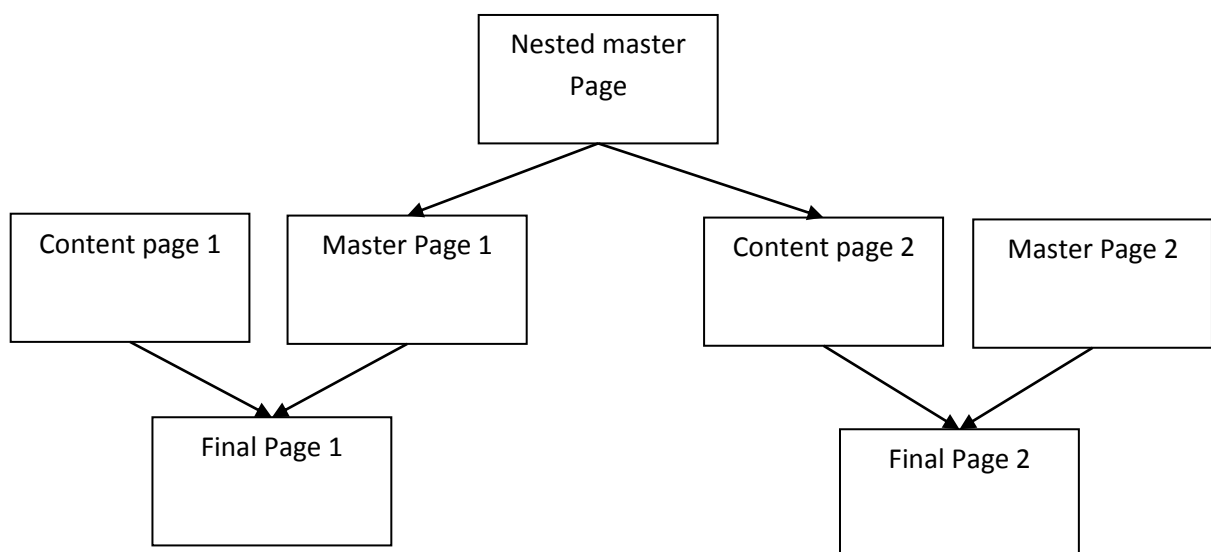 Nested master
Page
Content page 1
Master Page 1
Content page 2
Master Page 2
Final Page 1
Final Page 2